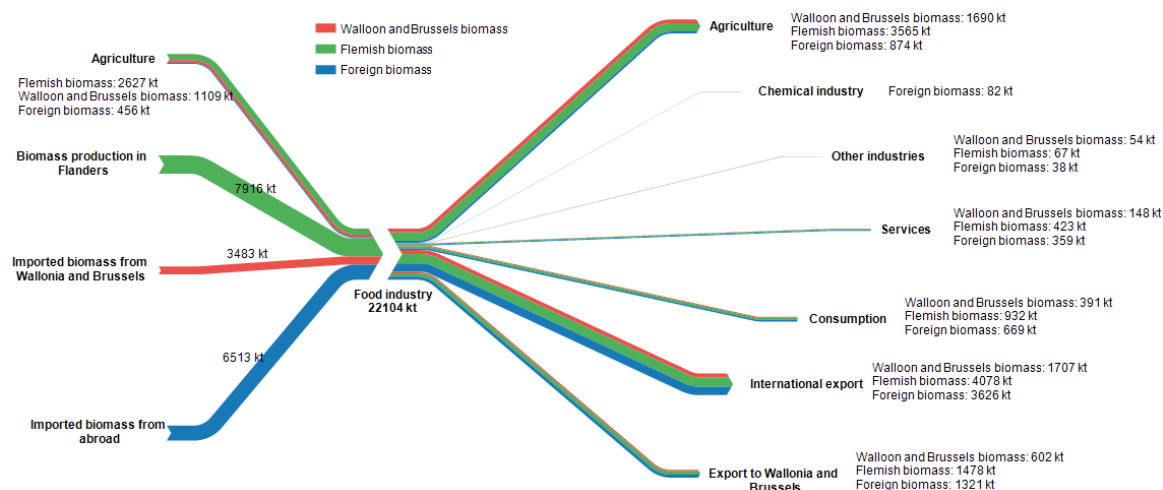 Walloon and Brussels biomass
Flemish biomass
Foreign biomass
Agriculture
Flemish biomass: 2627 kt
Walloon and Brussels biomass: 1109 kt
Foreign biomass: 456 kt
Biomass production in
Flanders
7916 kt
Imported biomass from
Wallonia and Brussels
3483 kt
Imported biomass from
abroad
6513 kt
Food industry
22104 kt
Agriculture
Walloon and Brussels biomass: 1690 kt
Flemish biomass: 3565 kt
Foreign biomass: 874 kt
Chemical industry
Foreign biomass: 82 kt
Other industries
Walloon and Brussels biomass: 54 kt
Flemish biomass: 67 kt
Foreign biomass: 38 kt
Services
Walloon and Brussels biomass: 148 kt
Flemish biomass: 423 kt
Foreign biomass: 359 kt
Consumption
Walloon and Brussels biomass: 391 kt
Flemish biomass: 932 kt
Foreign biomass: 669 kt
International export
Walloon and Brussels biomass: 1707 kt
Flemish biomass: 4078 kt
Foreign biomass: 3626 kt
Export to Wallonia and
Brussels
Walloon and Brussels biomass: 602 kt
Flemish biomass: 1478 kt
Foreign biomass: 1321 kt